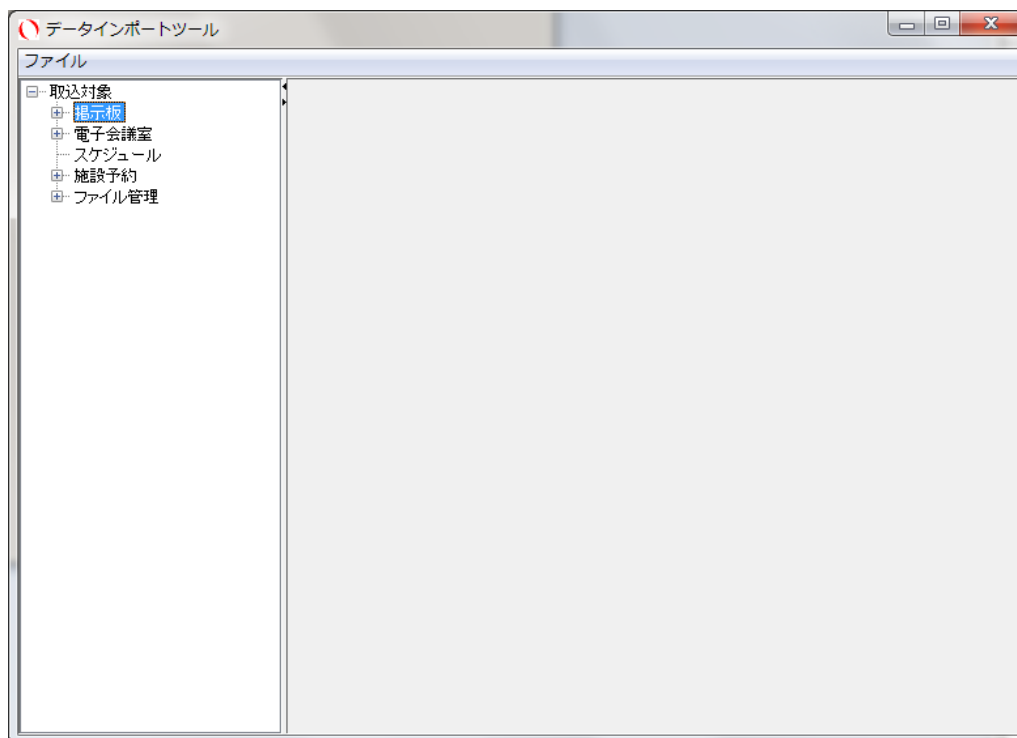 データインポートツール
ファイル
取込対象
掲示板
電子会議室
スケジュール
施設予約
ファイル管理